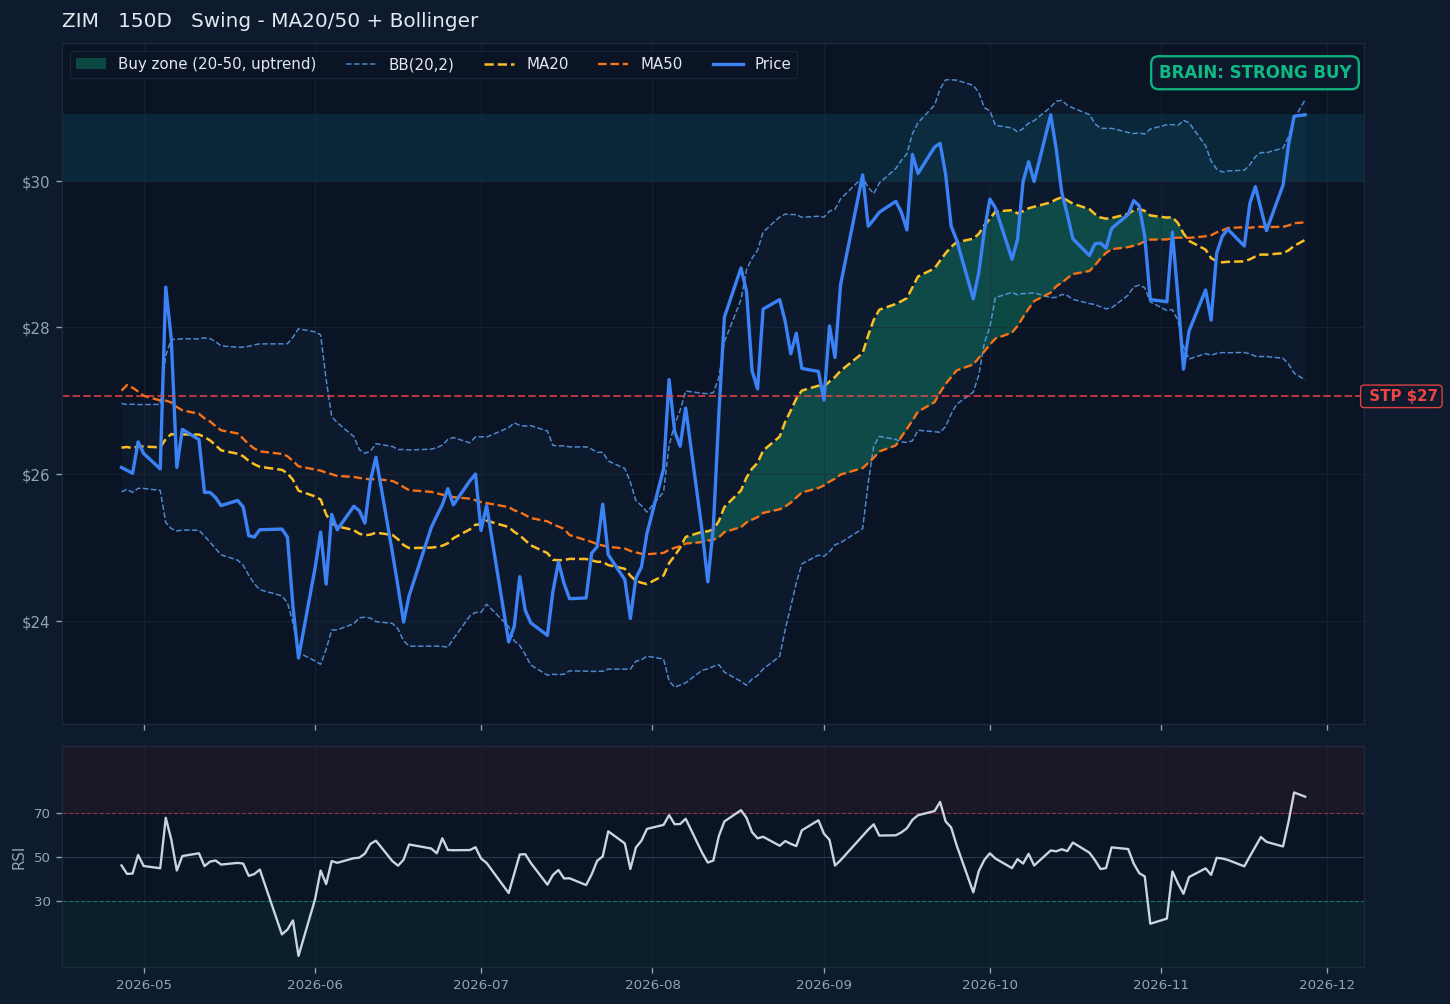 ZIM   150D   Swing - MA20/50 + Bollinger
Buy zone (20-50, uptrend)   BB(20,2)   MA20   MA50   Price
BRAIN: STRONG BUY
$30
$28
STP $27
$26
$24
RSI
70
50
30
2026-05   2026-06   2026-07   2026-08   2026-09   2026-10   2026-11   2026-12